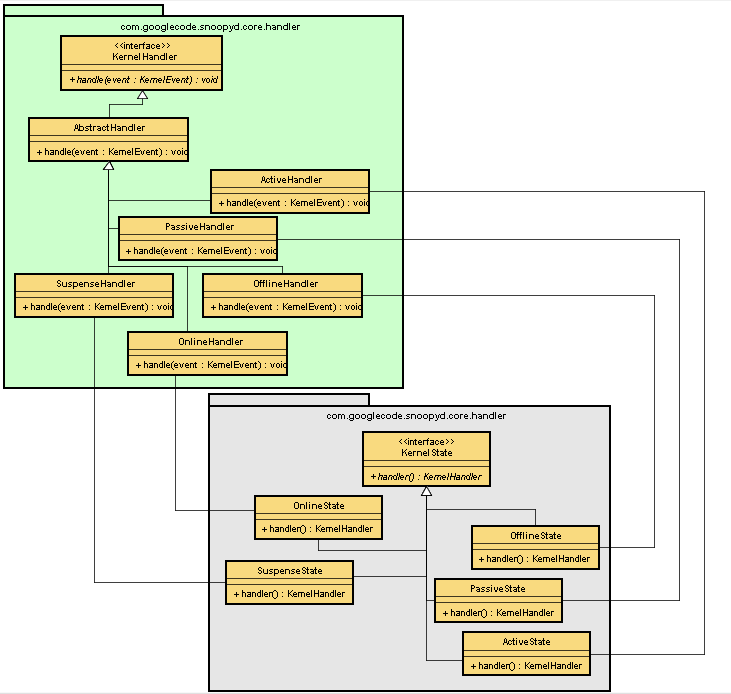 com.googlecode.snoopyd.core.handler
<<interface>>
KernelHandler
+ handle(event : KernelEvent) : void
AbstractHandler
+ handle(event : KernelEvent) : void
ActiveHandler
+ handle(event : KernelEvent) : void
PassiveHandler
+ handle(event : KernelEvent) : void
SuspenseHandler
+ handle(event : KernelEvent) : void
OfflineHandler
+ handle(event : KernelEvent) : void
OnlineHandler
+ handle(event : KernelEvent) : void
com.googlecode.snoopyd.core.handler
<<interface>>
KernelState
+ handler() : KernelHandler
OnlineState
+ handler() : KernelHandler
OfflineState
+ handler() : KernelHandler
SuspenseState
+ handler() : KernelHandler
PassiveState
+ handler() : KernelHandler
ActiveState
+ handler() : KernelHandler